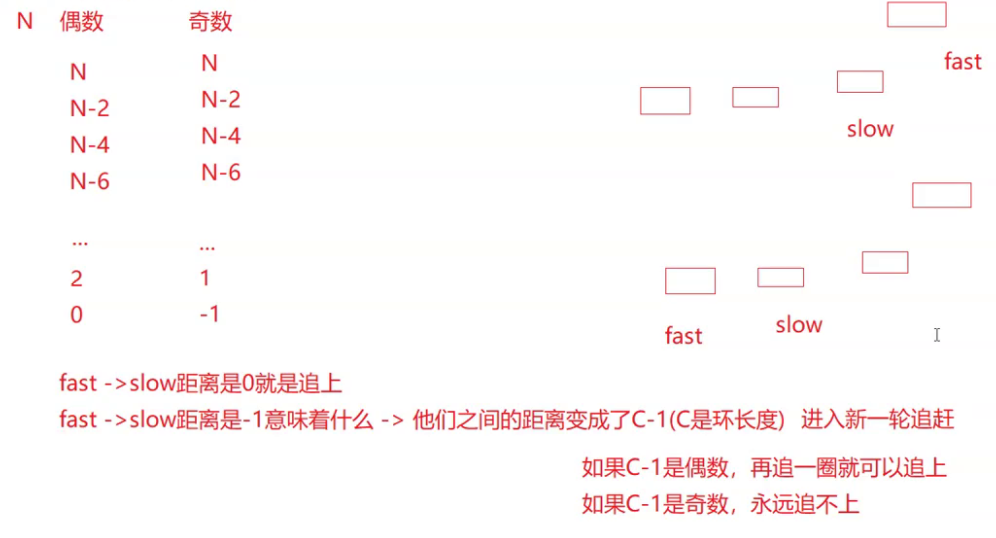 N 偶数 奇数
N N
N-2 N-2
N-4 N-4
N-6 N-6
... ...
2 1
0 -1
fast
slow
fast slow
fast ->slow距离是0就是追上
fast ->slow距离是-1意味着什么 -> 他们之间的距离变成了C-1(C是环长度) 进入新一轮追赶
如果C-1是偶数，再追一圈就可以追上
如果C-1是奇数，永远追不上